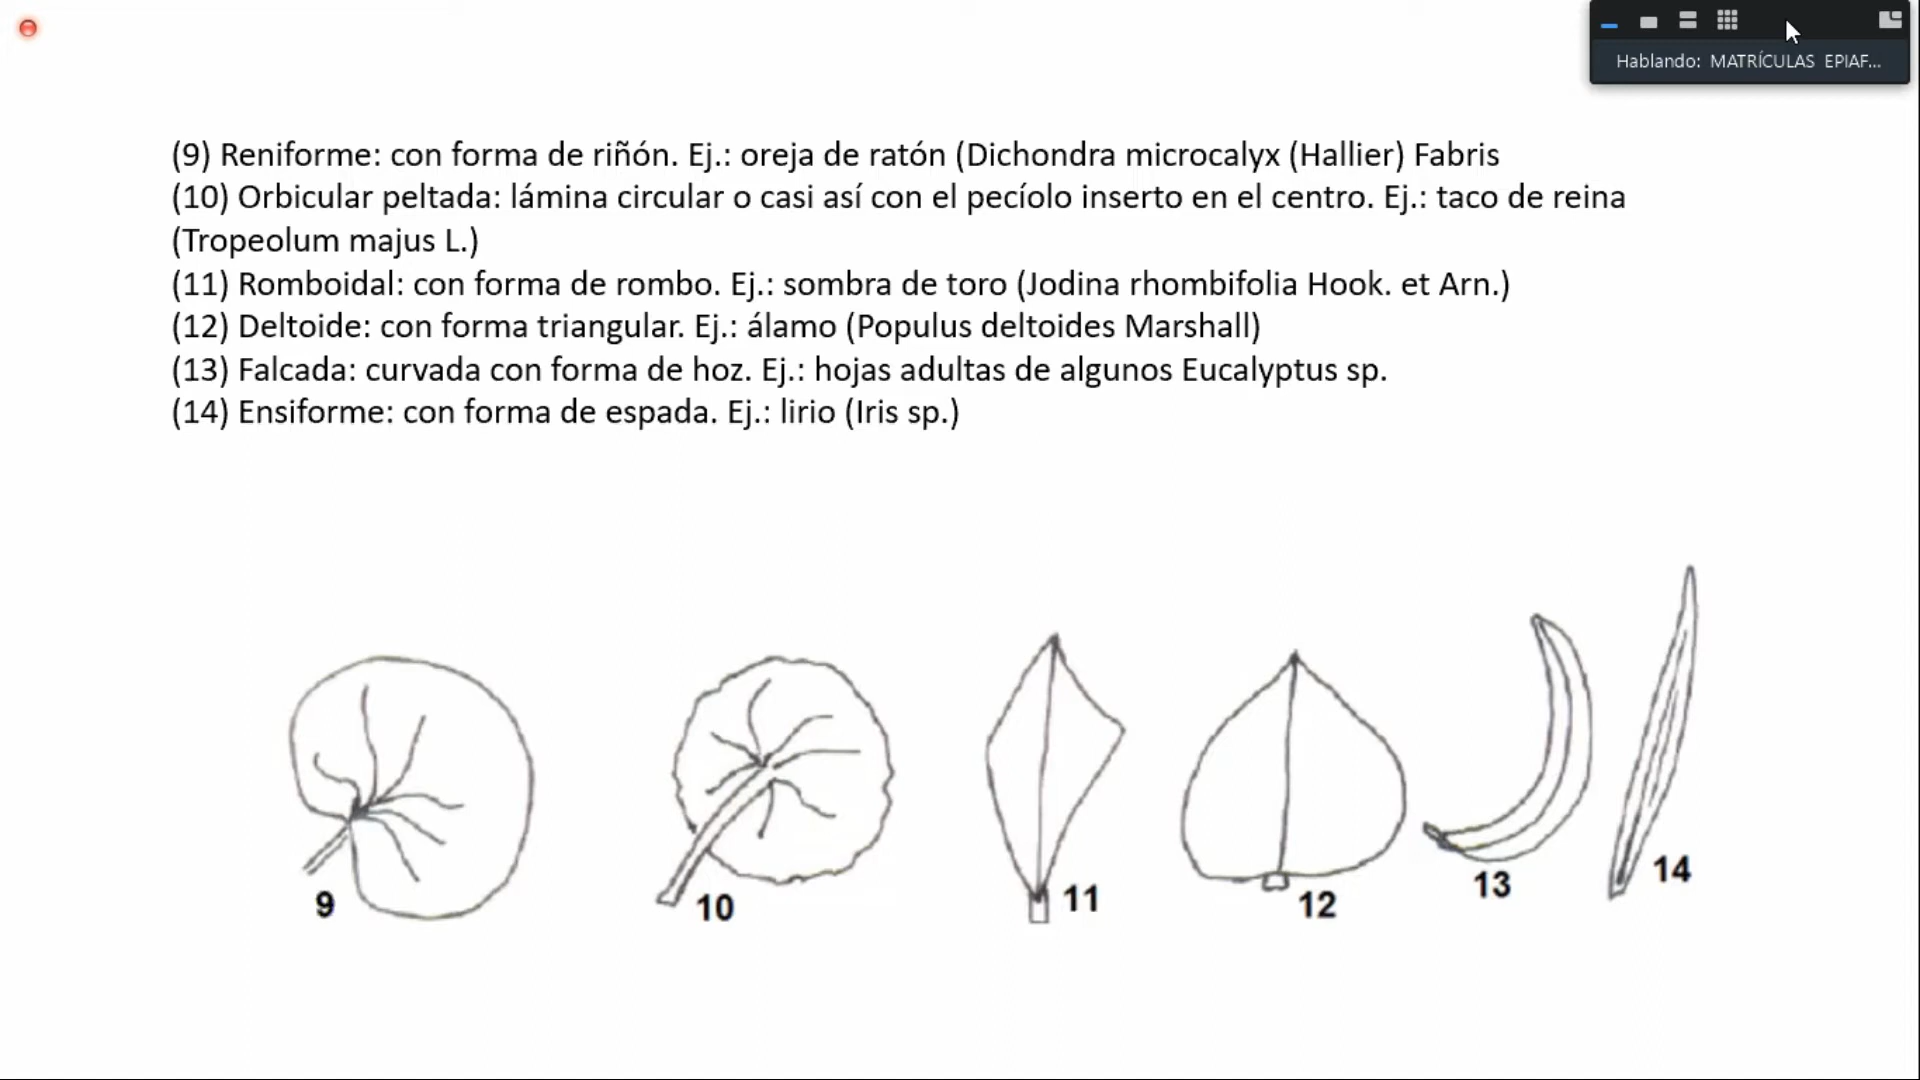 Hablando: MATRÍCULAS EPIAF...
(9) Reniforme: con forma de riñón. Ej.: oreja de ratón (Dichondra microcalyx (Hallier) Fabris
(10) Orbicular peltada: lámina circular o casi así con el pecíolo inserto en el centro. Ej.: taco de reina
(Tropeolum majus L.)
(11) Romboidal: con forma de rombo. Ej.: sombra de toro (Jodina rhombifolia Hook. et Arn.)
(12) Deltoide: con forma triangular. Ej.: álamo (Populus deltoides Marshall)
(13) Falcada: curvada con forma de hoz. Ej.: hojas adultas de algunos Eucalyptus sp.
(14) Ensiforme: con forma de espada. Ej.: lirio (Iris sp.)
9 10 11 12 13 14